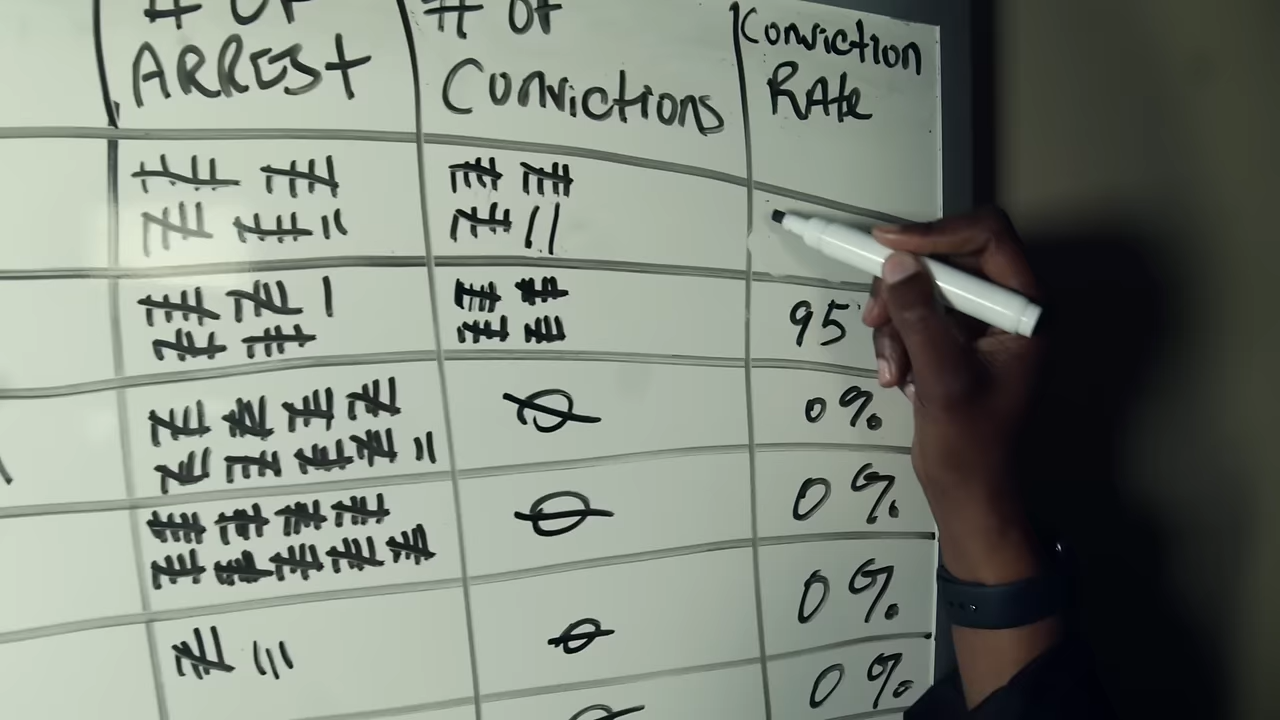 # OF
ARREST
# OF
Convictions
Conviction
RAte
95
0%
0%
0%
0%